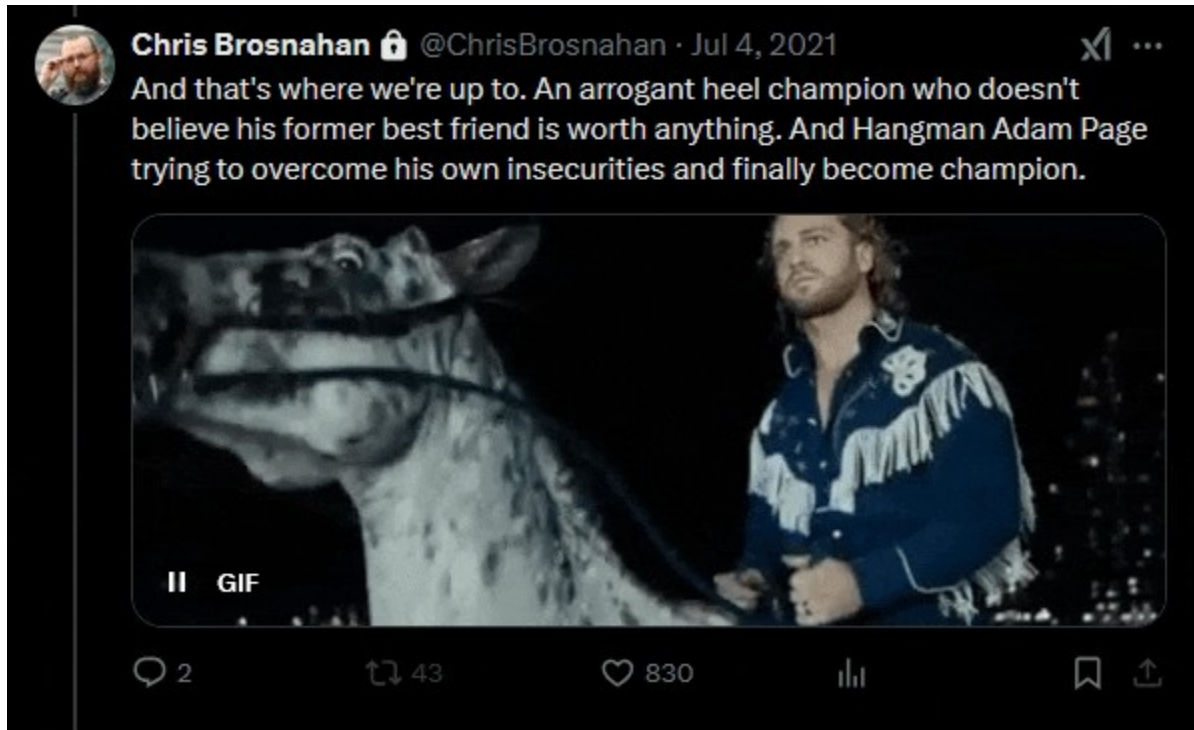 Chris Brosnahan @ChrisBrosnahan · Jul 4, 2021
And that's where we're up to. An arrogant heel champion who doesn't
believe his former best friend is worth anything. And Hangman Adam Page
trying to overcome his own insecurities and finally become champion.
GIF
2 43 830